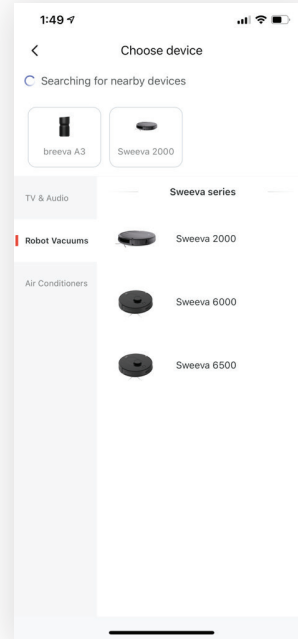 1:49
Choose device
Searching for nearby devices
breeva A3
Sweeva 2000
TV & Audio
Robot Vacuums
Air Conditioners
Sweeva series
Sweeva 2000
Sweeva 6000
Sweeva 6500